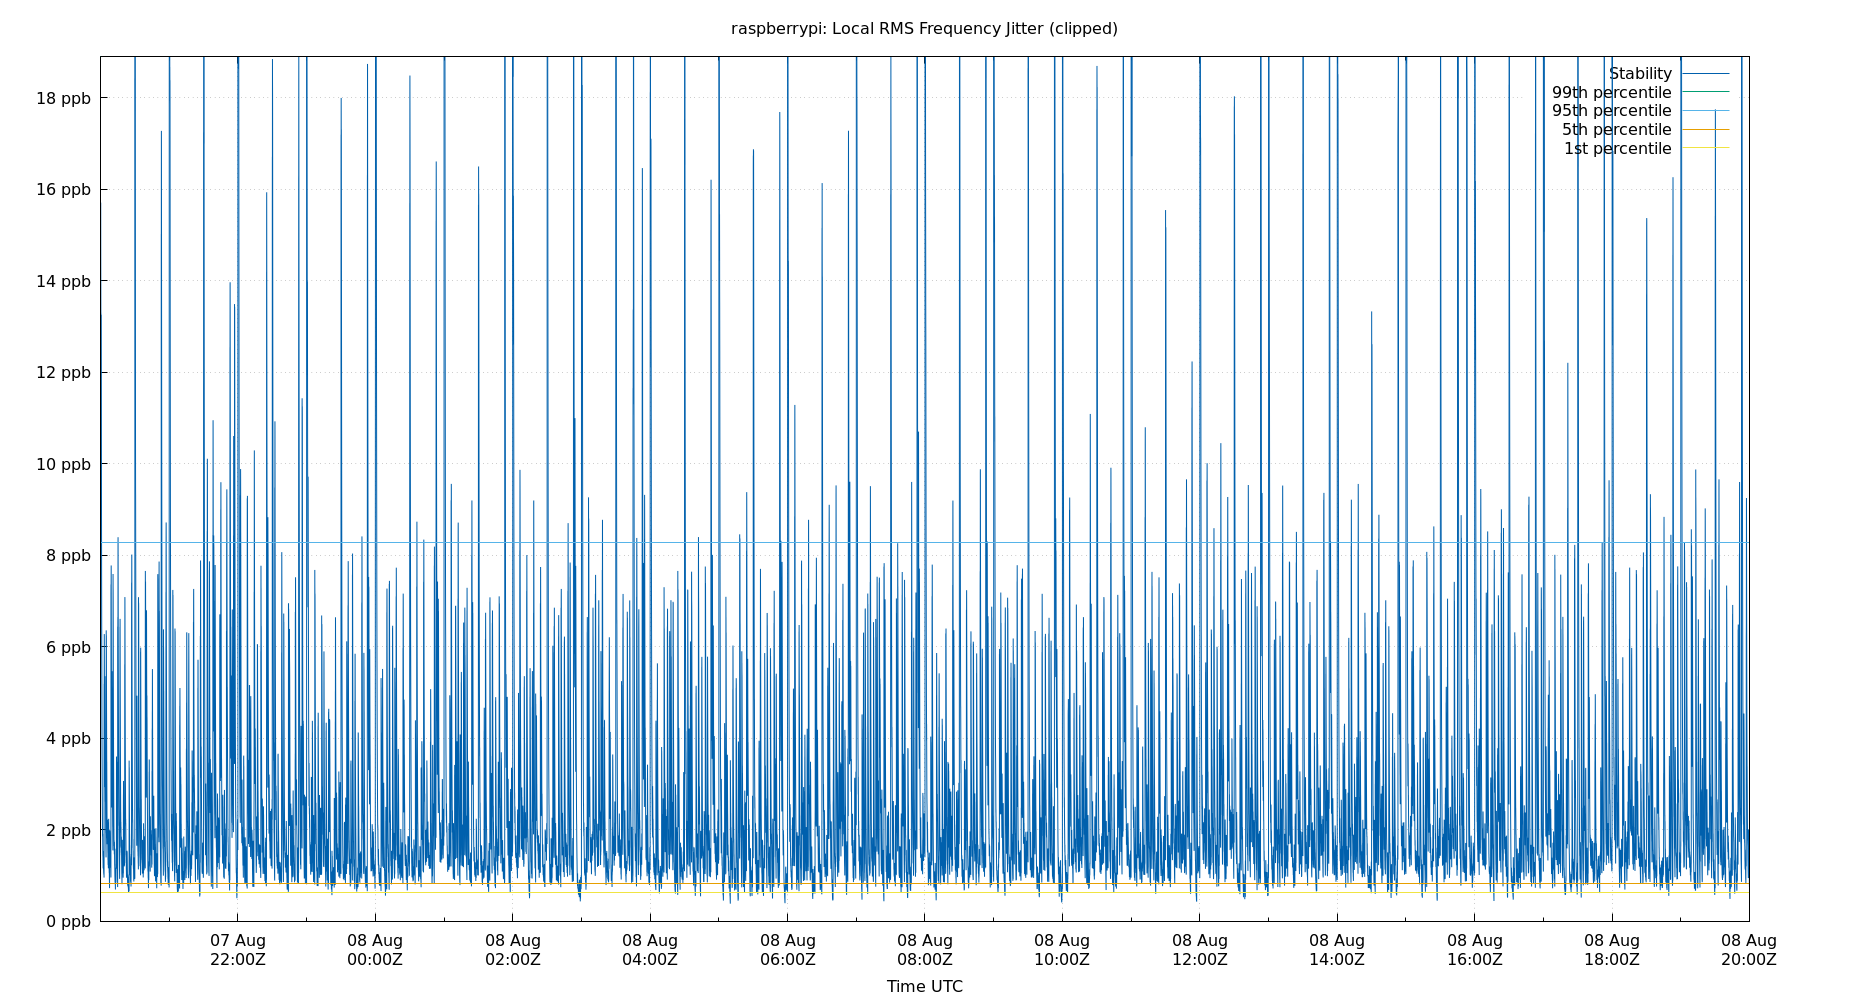 raspberrypi: Local RMS Frequency Jitter (clipped)
Stability
99th percentile
95th percentile
5th percentile
1st percentile
18 ppb
16 ppb
14 ppb
12 ppb
10 ppb
8 ppb
6 ppb
4 ppb
2 ppb
0 ppb
07 Aug 08 Aug 08 Aug 08 Aug 08 Aug 08 Aug 08 Aug 08 Aug 08 Aug 08 Aug 08 Aug 08 Aug
22:00Z 00:00Z 02:00Z 04:00Z 06:00Z 08:00Z 10:00Z 12:00Z 14:00Z 16:00Z 18:00Z 20:00Z
Time UTC